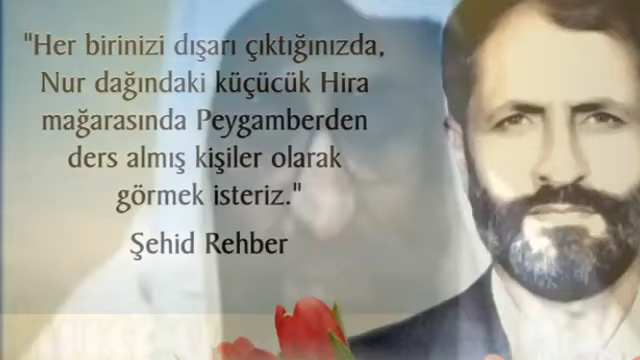 "Her birinizi dışarı çıktığınızda,
Nur dağındaki küçücük Hira
mağarasında Peygamberden
ders almış kişiler olarak
görmek isteriz."
Şehid Rehber